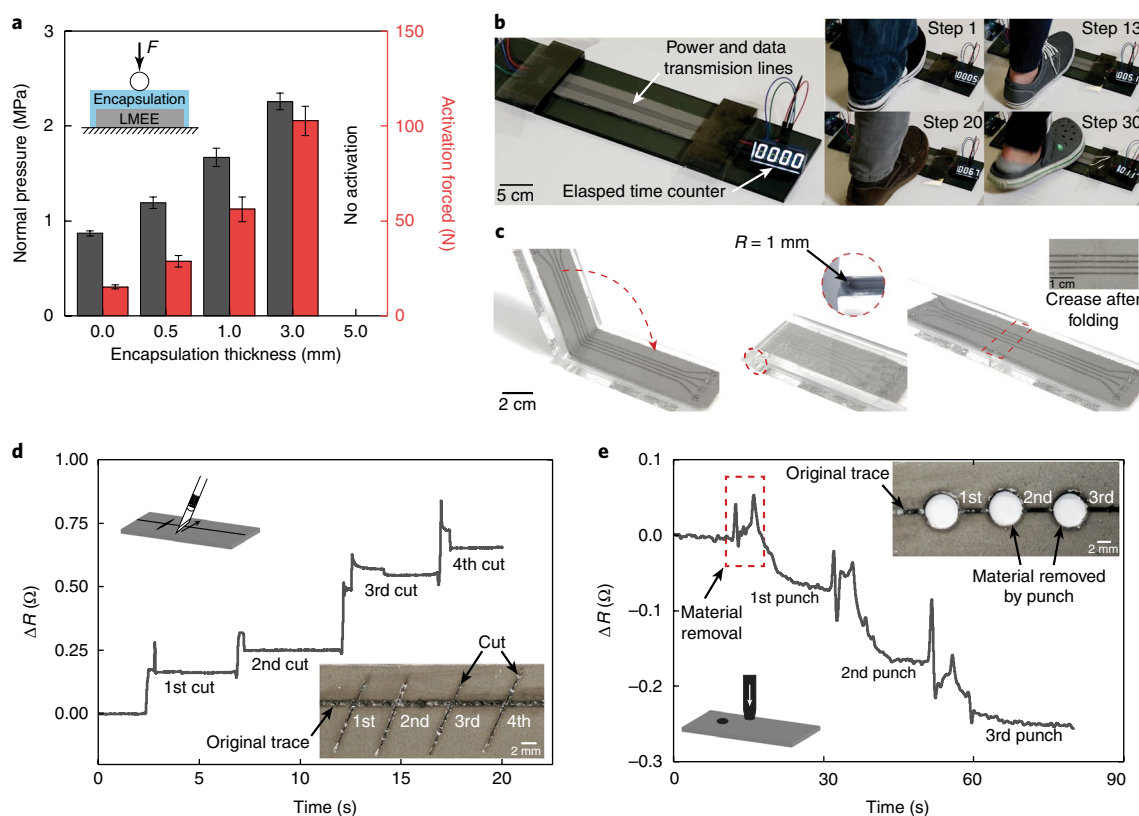 a
Normal pressure (MPa)
3
2
1
0
F
Encapsulation
LMEE
No activation
150
100
50
0
Activation forced (N)
0.0 0.5 1.0 3.0 5.0
Encapsulation thickness (mm)
b
Power and data
transmision lines
10000
Elasped time counter
5 cm
Step 1
10005
Step 13
10051
Step 20
10067
Step 30
c
R = 1 mm
2 cm
1 cm
Crease after
folding
d
ΔR (Ω)
1.00
0.75
0.50
0.25
0.00
1st cut
2nd cut
3rd cut
4th cut
Cut
Original trace
1st 2nd 3rd 4th
2 mm
0 5 10 15 20
Time (s)
e
ΔR (Ω)
0.1
0.0
−0.1
−0.2
−0.3
Original trace
1st 2nd 3rd
2 mm
Material removed
by punch
Material
removal
1st punch
2nd punch
3rd punch
0 30 60 90
Time (s)